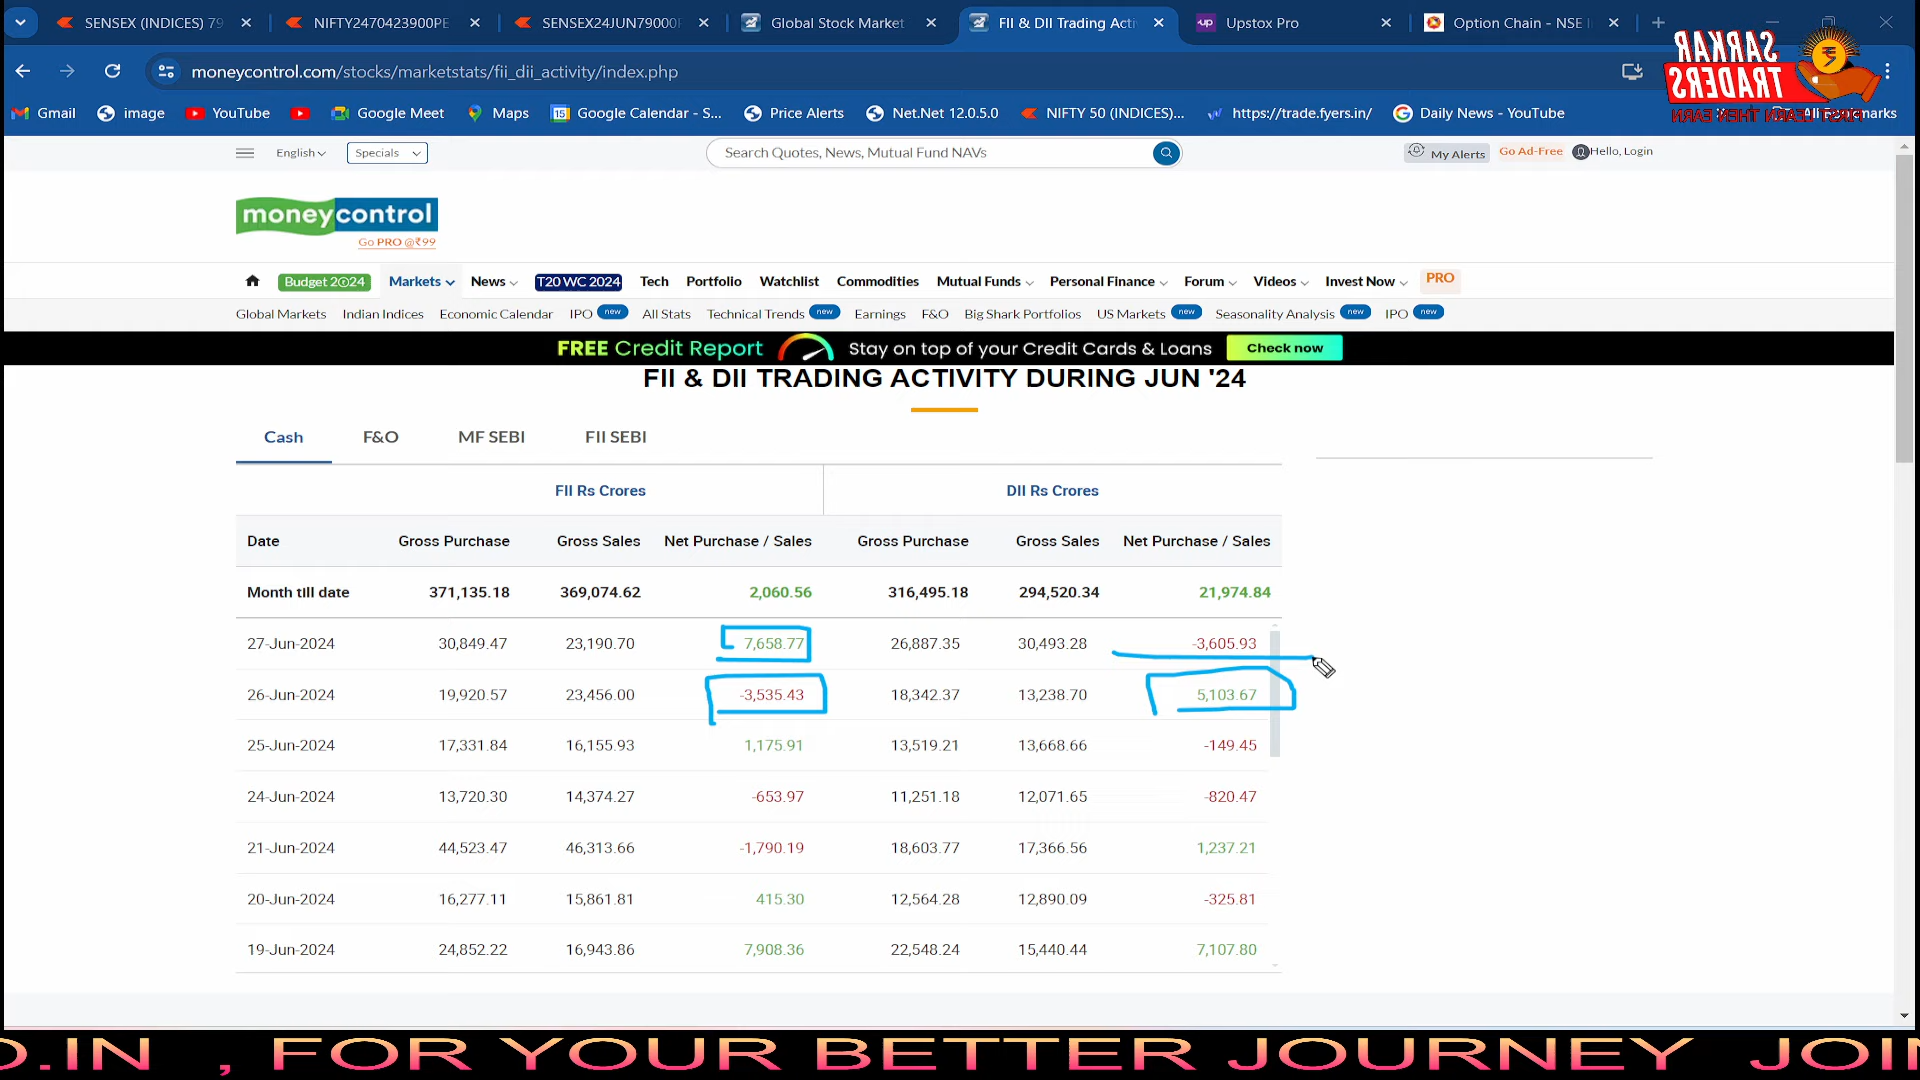 SENSEX (INDICES) 79
NIFTY2470423900PE
SENSEX24JUN79000P
Global Stock Market
FII & DII Trading Acti
up Upstox Pro
Option Chain - NSE I
moneycontrol.com/stocks/marketstats/fii_dii_activity/index.php
SARKAR
TRADERS
FIRST LEARN THEN EARN
Gmail
image
YouTube
Google Meet
Maps
31 Google Calendar - S...
Price Alerts
Net.Net 12.0.5.0
NIFTY 50 (INDICES)...
https://trade.fyers.in/
Daily News - YouTube
All Bookmarks
English
Specials
Search Quotes, News, Mutual Fund NAVs
My Alerts
Go Ad-Free
Hello, Login
moneycontrol
Go PRO @₹99
Budget 2024 Markets News T20 WC 2024 Tech Portfolio Watchlist Commodities Mutual Funds Personal Finance Forum Videos Invest Now PRO
Global Markets Indian Indices Economic Calendar IPO new All Stats Technical Trends new Earnings F&O Big Shark Portfolios US Markets new Seasonality Analysis new IPO new
FREE Credit Report Stay on top of your Credit Cards & Loans Check now
FII & DII TRADING ACTIVITY DURING JUN '24
Cash F&O MF SEBI FII SEBI
FII Rs Crores DII Rs Crores
Date Gross Purchase Gross Sales Net Purchase / Sales Gross Purchase Gross Sales Net Purchase / Sales
Month till date 371,135.18 369,074.62 2,060.56 316,495.18 294,520.34 21,974.84
27-Jun-2024 30,849.47 23,190.70 7,658.77 26,887.35 30,493.28 -3,605.93
26-Jun-2024 19,920.57 23,456.00 -3,535.43 18,342.37 13,238.70 5,103.67
25-Jun-2024 17,331.84 16,155.93 1,175.91 13,519.21 13,668.66 -149.45
24-Jun-2024 13,720.30 14,374.27 -653.97 11,251.18 12,071.65 -820.47
21-Jun-2024 44,523.47 46,313.66 -1,790.19 18,603.77 17,366.56 1,237.21
20-Jun-2024 16,277.11 15,861.81 415.30 12,564.28 12,890.09 -325.81
19-Jun-2024 24,852.22 16,943.86 7,908.36 22,548.24 15,440.44 7,107.80
O.IN , FOR YOUR BETTER JOURNEY JOIN